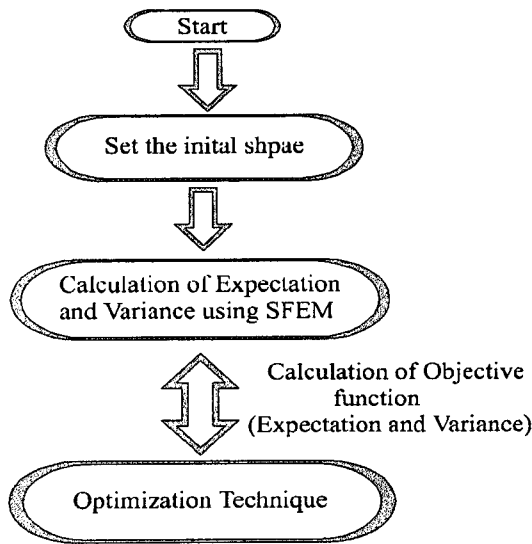 Start
Set the inital shpae
Calculation of Expectation
and Variance using SFEM
Calculation of Objective
function
(Expectation and Variance)
Optimization Technique